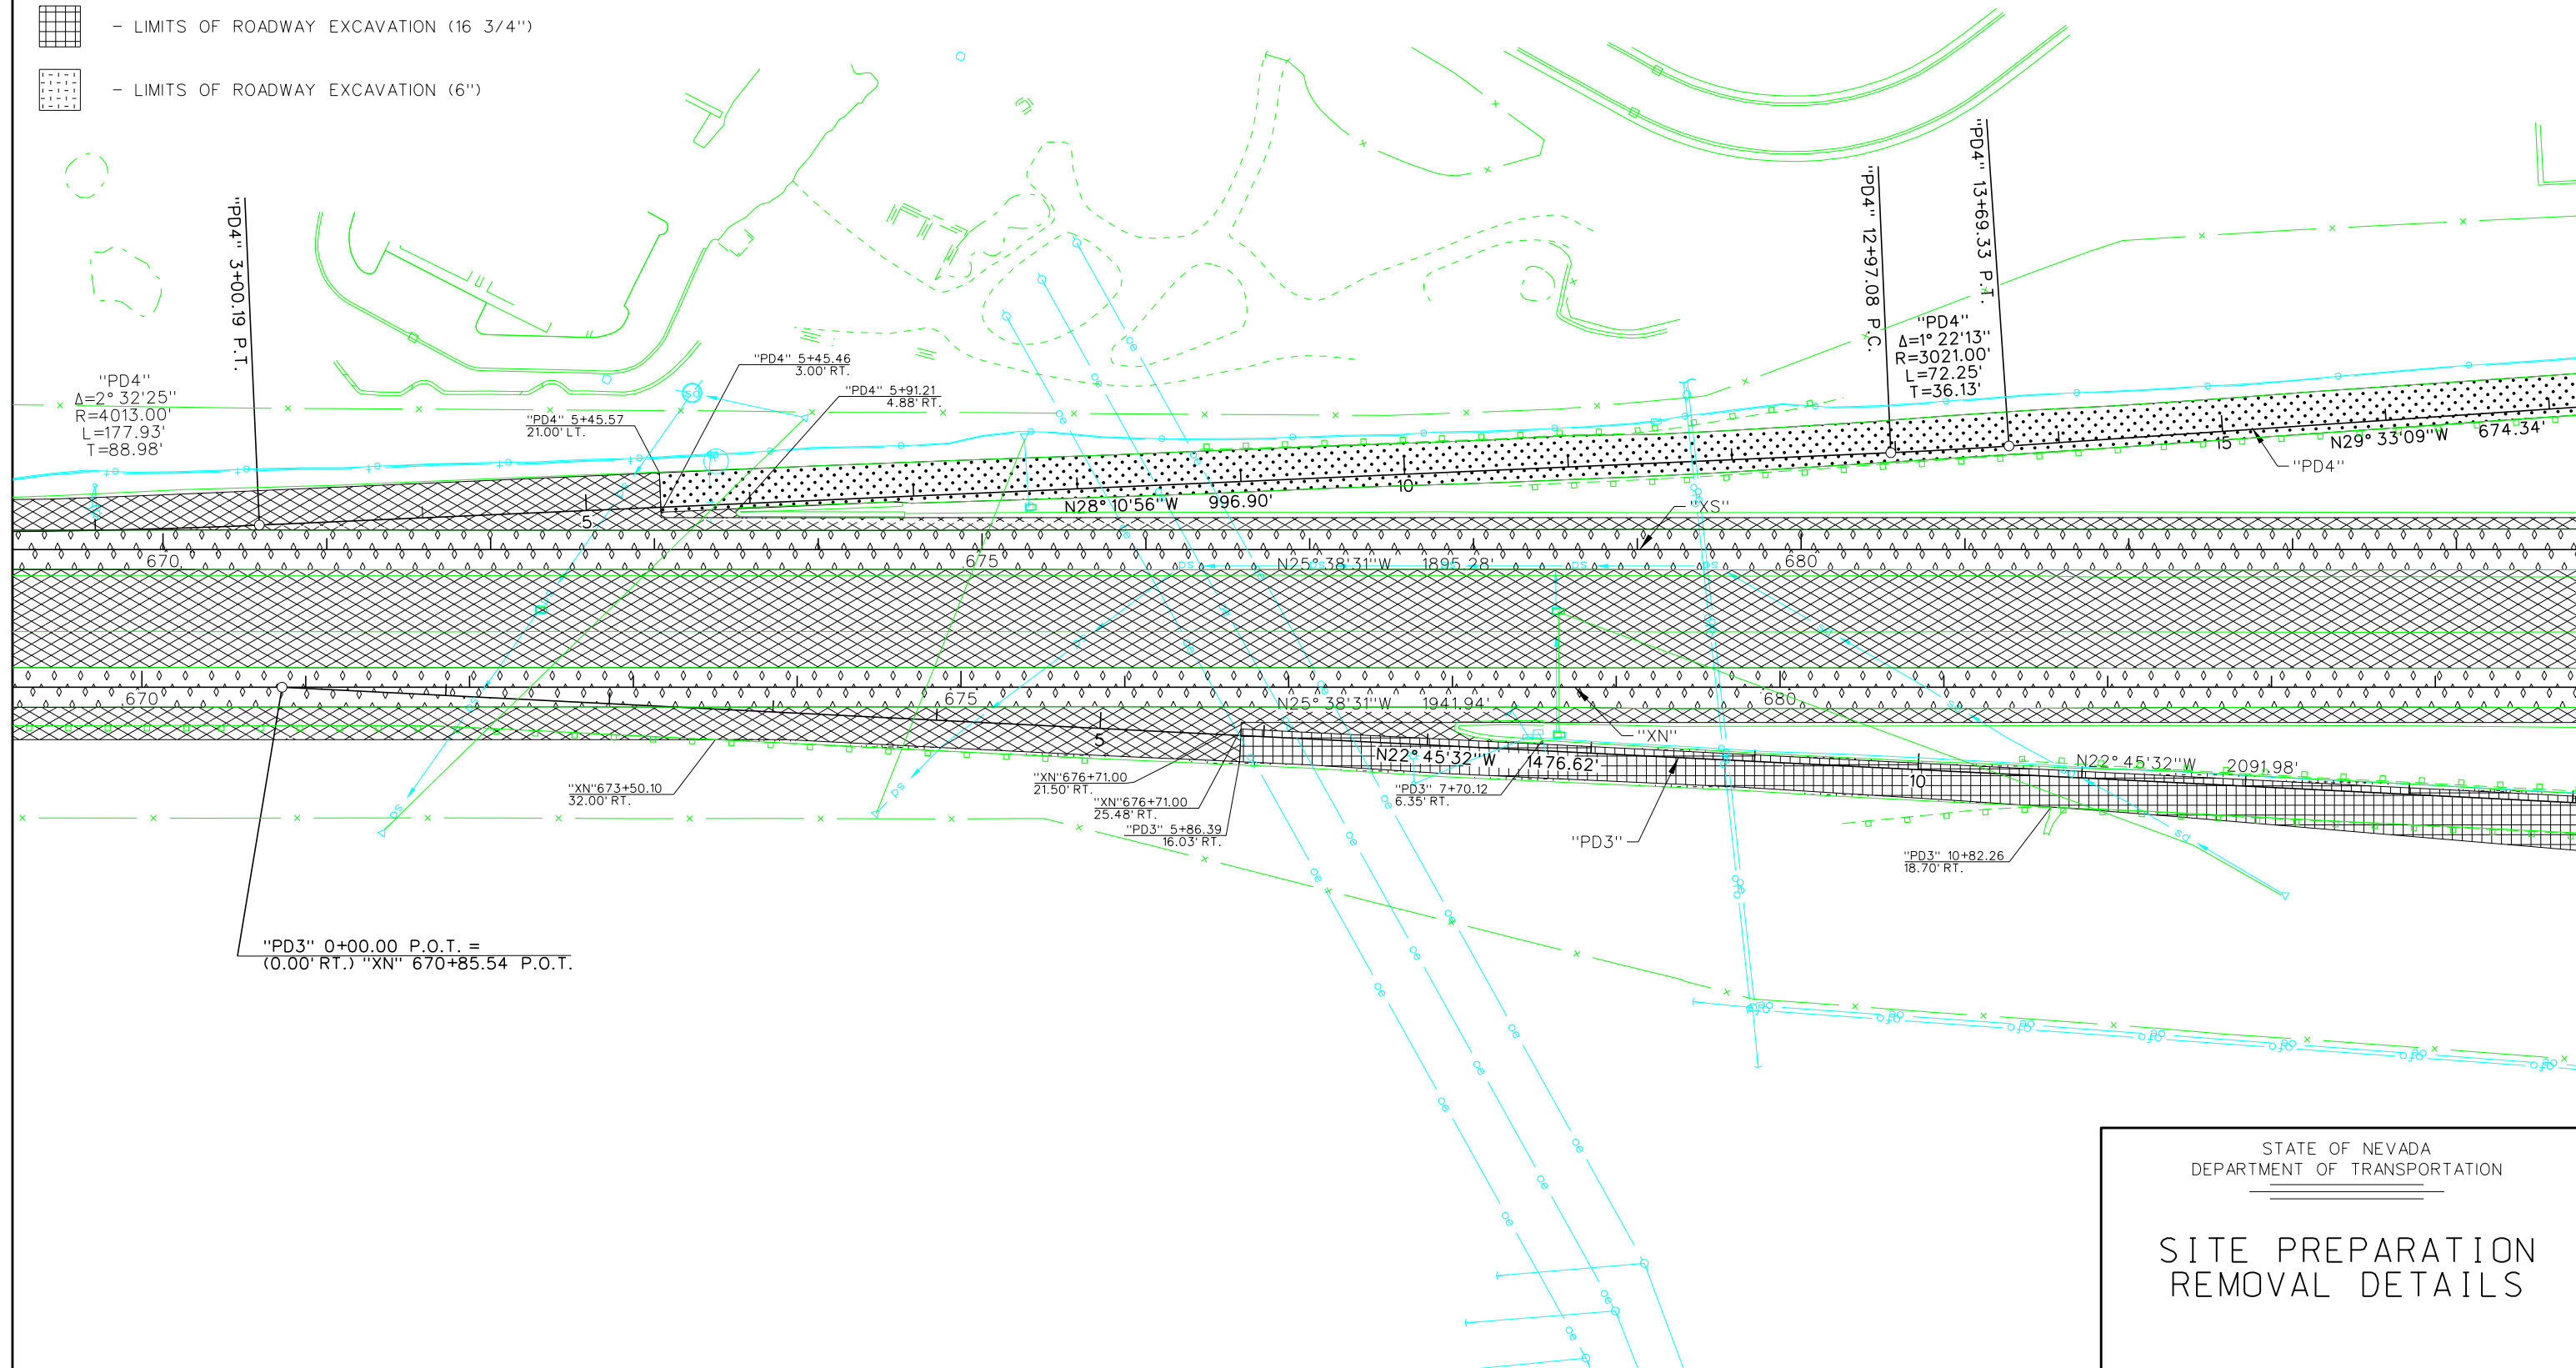 - LIMITS OF ROADWAY EXCAVATION (16 3/4")
- LIMITS OF ROADWAY EXCAVATION (6")
"PD4" 3+00.19 P.T.
"PD4" 12+97.08 P.C.
"PD4" 13+69.33 P.T.
"PD4"
Δ=1° 22'13"
R=3021.00'
L=72.25'
T=36.13'
"PD4"
Δ=2° 32'25"
R=4013.00'
L=177.93'
T=88.98'
"PD4" 5+45.46
3.00' RT.
"PD4" 5+91.21
4.88' RT.
"PD4" 5+45.57
21.00' LT.
5
N28° 10'56"W 996.90'
10
15
N29° 33'09"W 674.34'
"PD4"
"XS"
670
675
N25° 38'31"W 1895.28'
680
670
675
N25° 38'31"W 1941.94'
680
"XN"
5
N22° 45'32"W 1476.62'
10
N22° 45'32"W 2091.98'
"XN"673+50.10
32.00' RT.
"XN"676+71.00
21.50' RT.
"XN"676+71.00
25.48' RT.
"PD3" 5+86.39
16.03' RT.
"PD3" 7+70.12
6.35' RT.
"PD3"
"PD3" 10+82.26
18.70' RT.
"PD3" 0+00.00 P.O.T. =
(0.00' RT.) "XN" 670+85.54 P.O.T.
STATE OF NEVADA
DEPARTMENT OF TRANSPORTATION
SITE PREPARATION
REMOVAL DETAILS